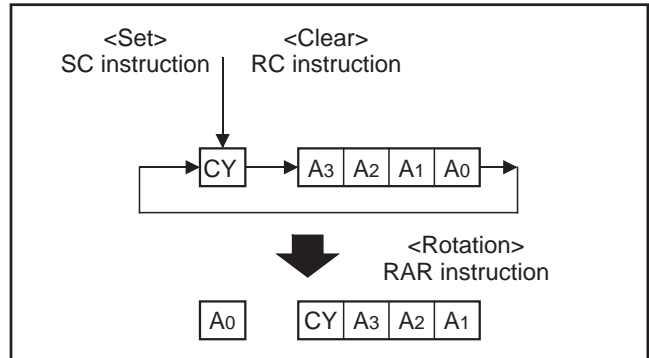 <Set> <Clear>
SC instruction RC instruction
CY A3 A2 A1 A0
<Rotation>
RAR instruction
A0 CY A3 A2 A1